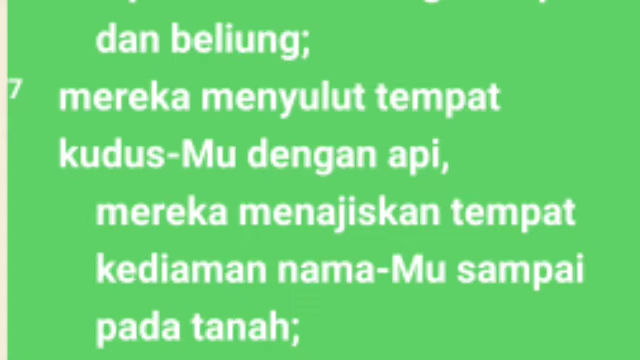 dan beliung;
7 mereka menyulut tempat
kudus-Mu dengan api,
mereka menajiskan tempat
kediaman nama-Mu sampai
pada tanah;